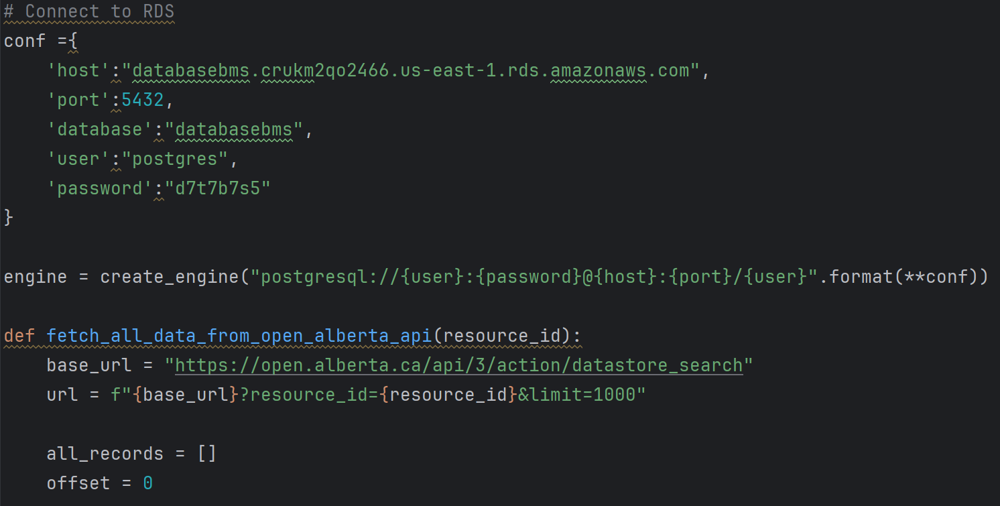 # Connect to RDS
conf ={
    'host':"databasebms.crukm2qo2466.us-east-1.rds.amazonaws.com",
    'port':5432,
    'database':"databasebms",
    'user':"postgres",
    'password':"d7t7b7s5"
}
engine = create_engine("postgresql://{user}:{password}@{host}:{port}/{user}".format(**conf))
def fetch_all_data_from_open_alberta_api(resource_id):
    base_url = "https://open.alberta.ca/api/3/action/datastore_search"
    url = f"{base_url}?resource_id={resource_id}&limit=1000"
    all_records = []
    offset = 0